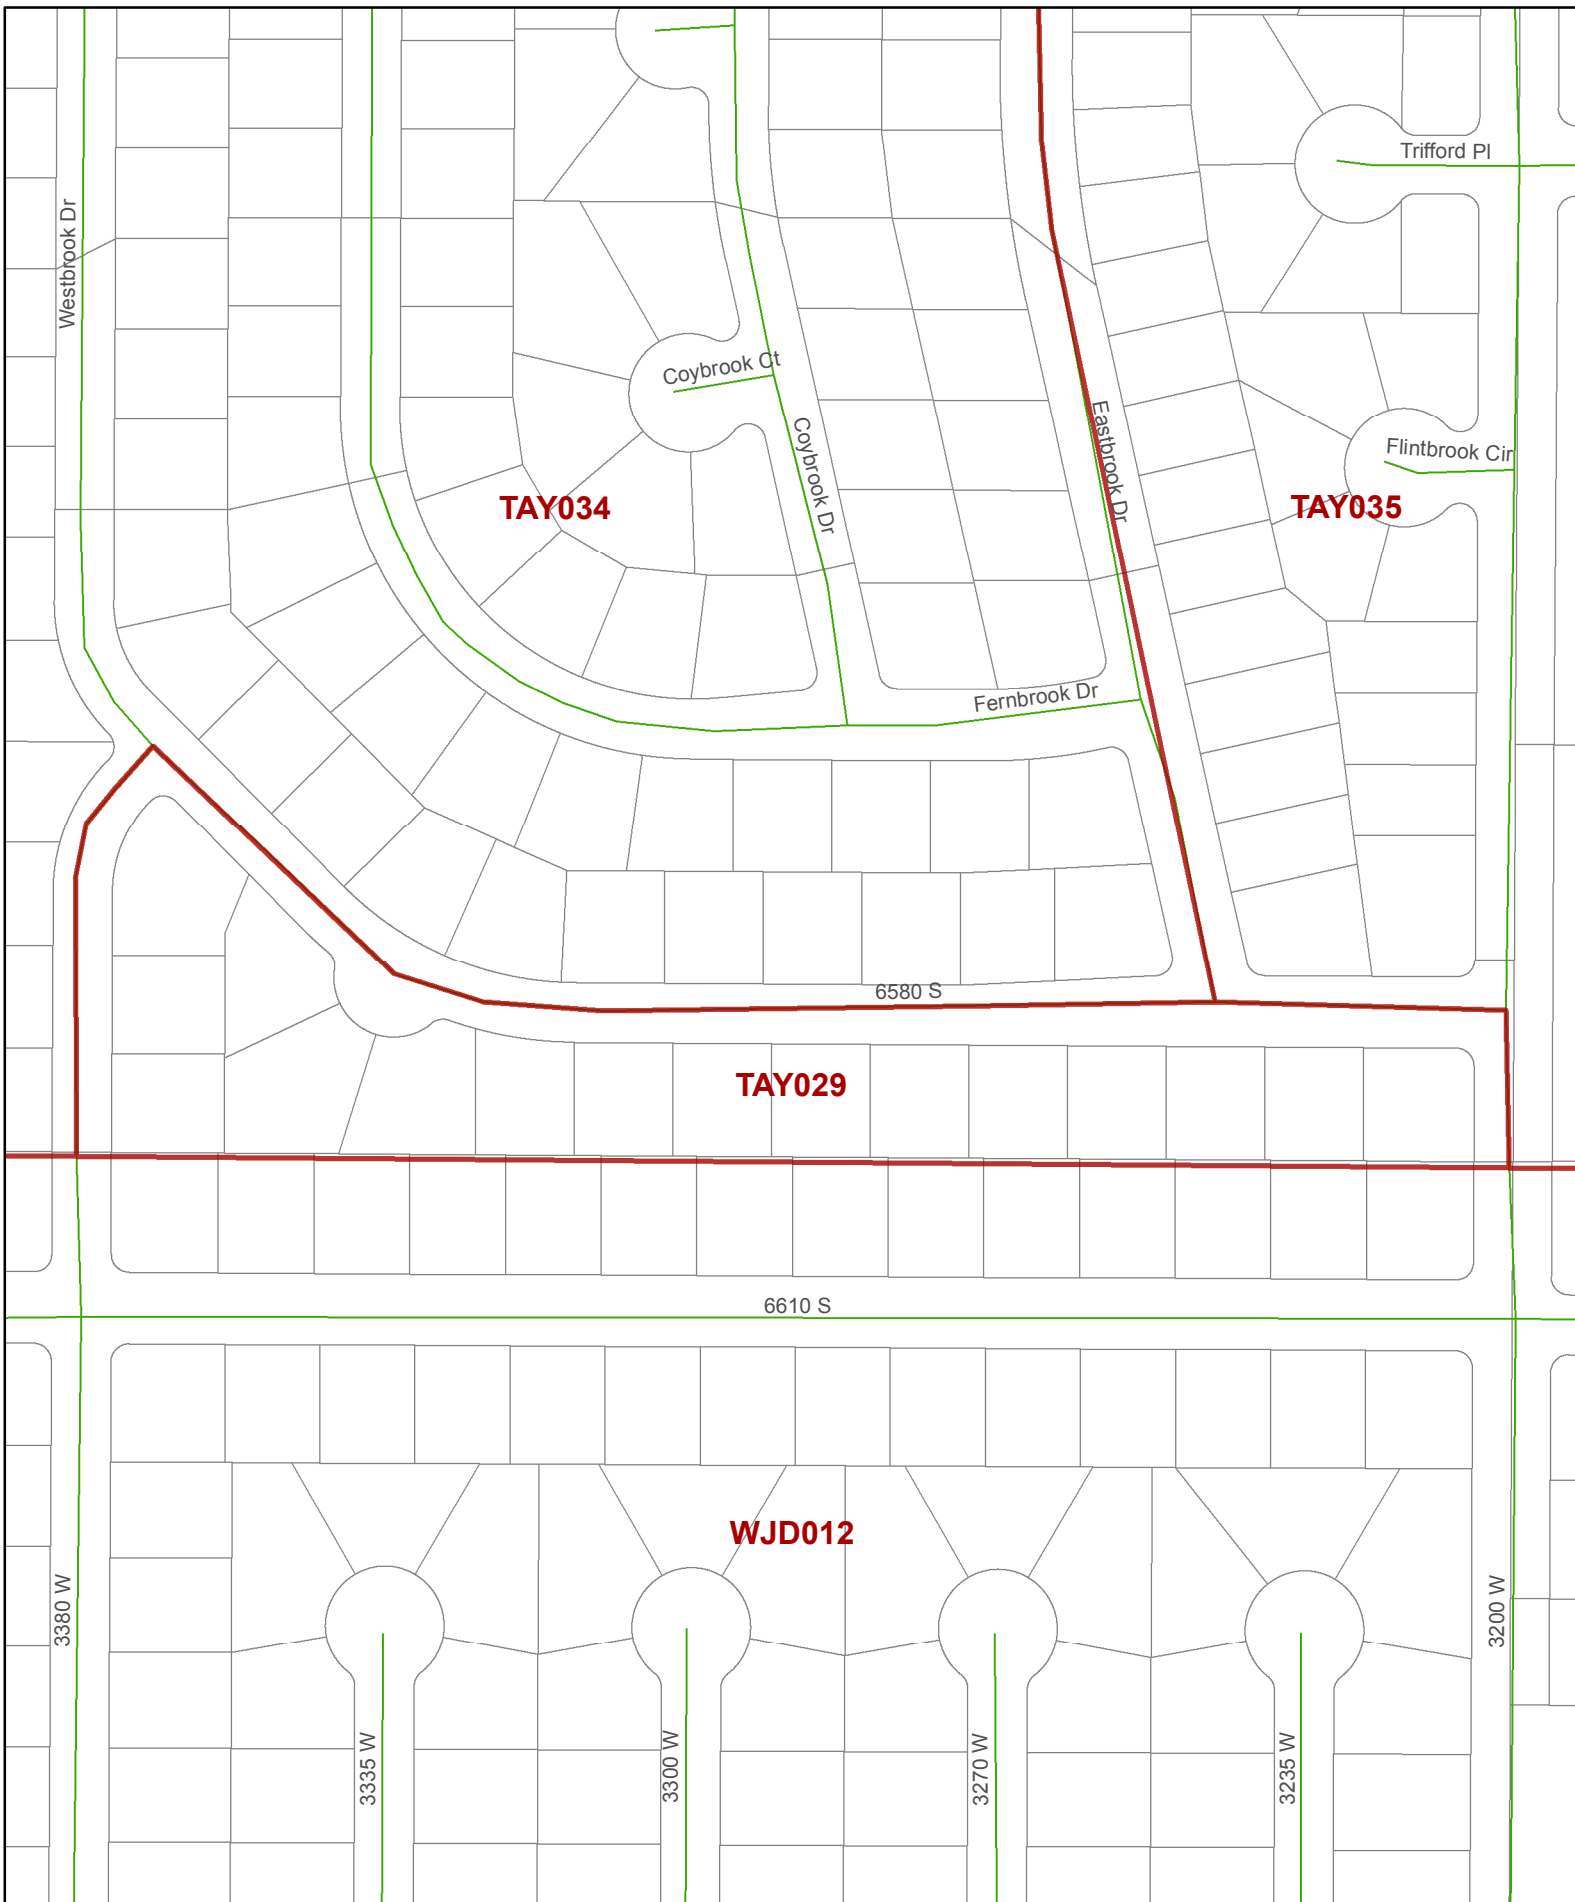 Trifford Pl
Westbrook Dr
Coybrook Ct
Coybrook Dr
Eastbrook Dr
Flintbrook Cir
TAY034
TAY035
Fernbrook Dr
6580 S
TAY029
6610 S
WJD012
3380 W
3200 W
3335 W
3300 W
3270 W
3235 W